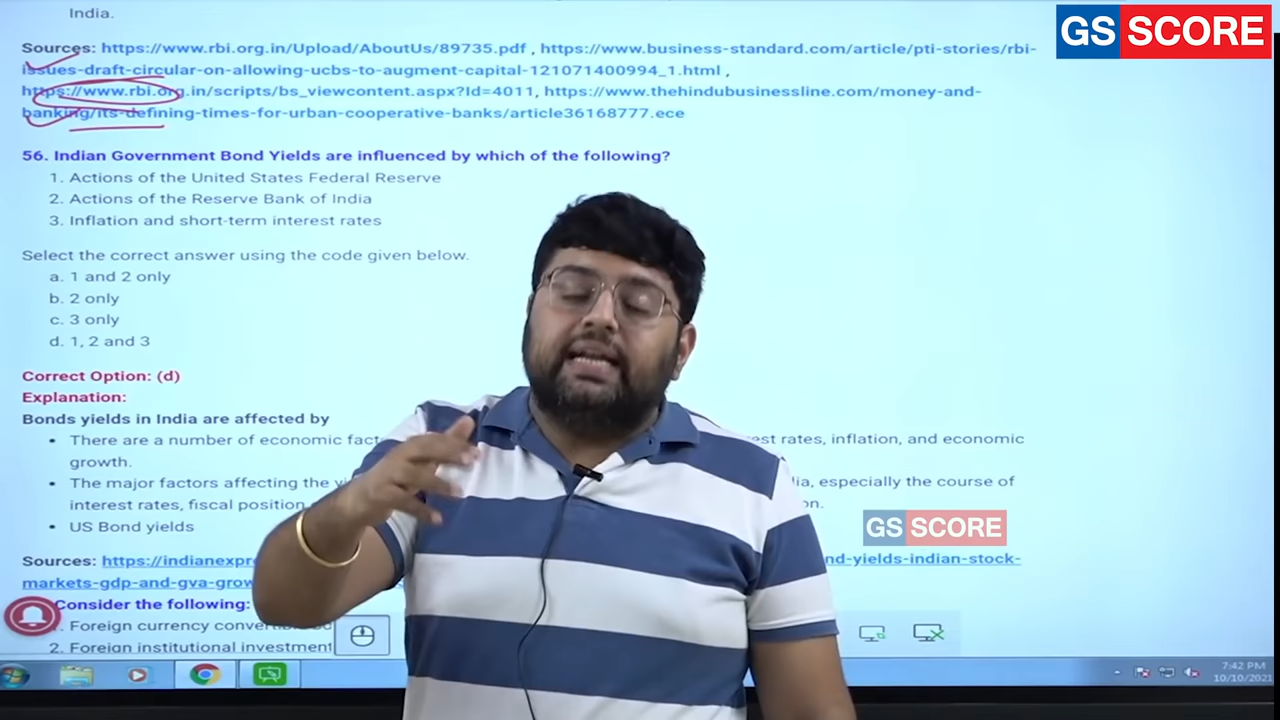 India.
GS SCORE
Sources: https://www.rbi.org.in/Upload/AboutUs/89735.pdf , https://www.business-standard.com/article/pti-stories/rbi-
issues-draft-circular-on-allowing-ucbs-to-augment-capital-121071400994_1.html ,
https://www.rbi.org.in/scripts/bs_viewcontent.aspx?Id=4011, https://www.thehindubusinessline.com/money-and-
banking/its-defining-times-for-urban-cooperative-banks/article36168777.ece
56. Indian Government Bond Yields are influenced by which of the following?
1. Actions of the United States Federal Reserve
2. Actions of the Reserve Bank of India
3. Inflation and short-term interest rates
Select the correct answer using the code given below.
a. 1 and 2 only
b. 2 only
c. 3 only
d. 1, 2 and 3
Correct Option: (d)
Explanation:
Bonds yields in India are affected by
• There are a number of economic rates, inflation, and economic
growth.
• The major factors affecting the especially the course of
interest rates, fiscal position
• US Bond yields
GS SCORE
Sources: https:// nd-yields-indian-stock-
markets-gdp-and-gva-
Consider the following:
1. Foreign currency
2. Foreign institutional investment
7:42 PM
10/10/2021